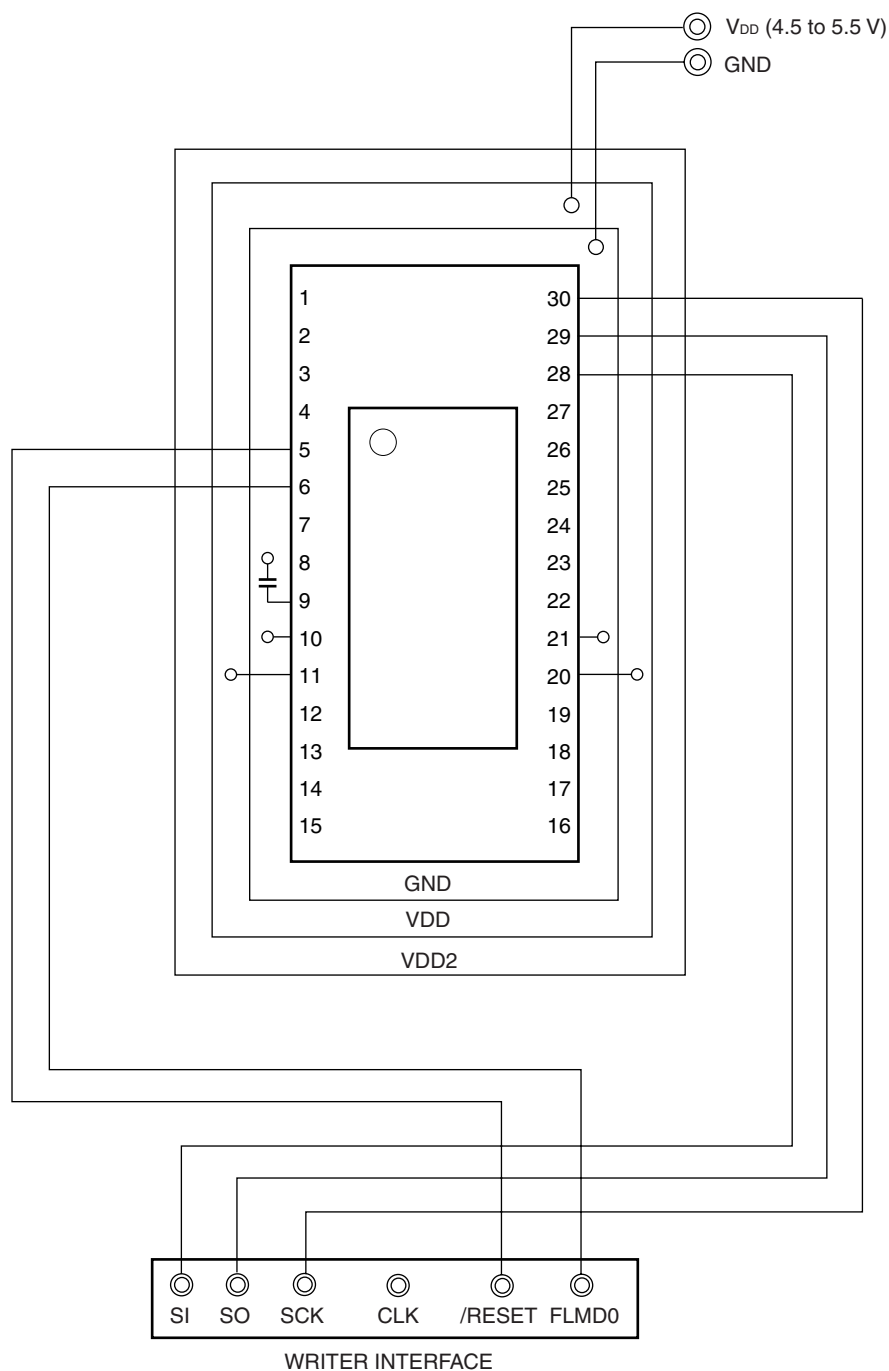 VDD (4.5 to 5.5 V)
GND
1 30
2 29
3 28
4 27
5 26
6 25
7 24
8 23
9 22
10 21
11 20
12 19
13 18
14 17
15 16
GND
VDD
VDD2
SI SO SCK CLK /RESET FLMD0
WRITER INTERFACE